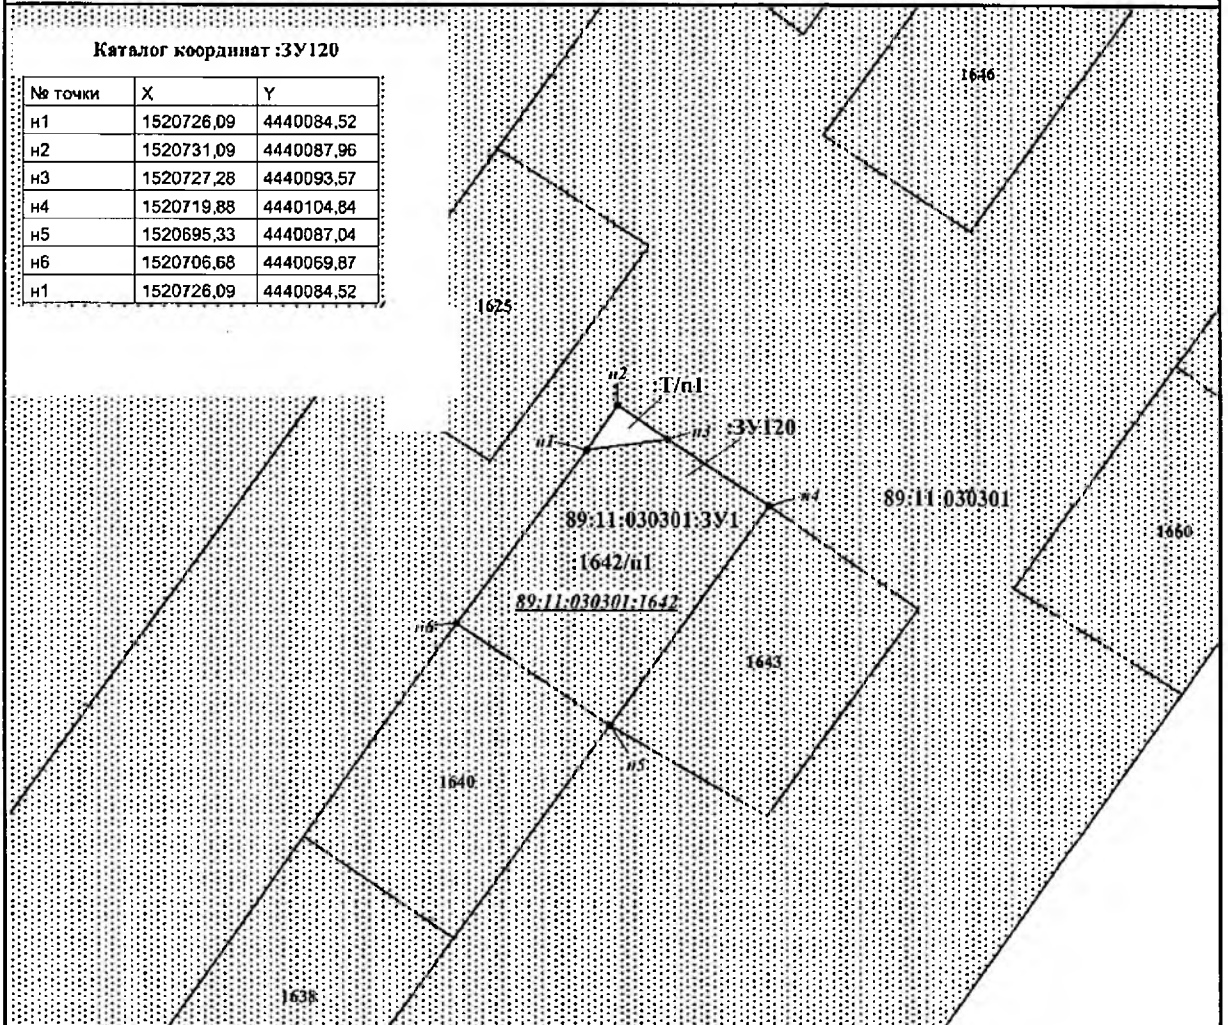 Каталог координат :ЗУ120
№ точки X Y
н1 1520726,09 4440084,52
н2 1520731,09 4440087,96
н3 1520727,28 4440093,57
н4 1520719,88 4440104,84
н5 1520695,33 4440087,04
н6 1520706,68 4440069,87
н1 1520726,09 4440084,52
1646
1625
н2
:Т/п1
н1
н3
:ЗУ120
н4
89:11:030301
89:11:030301:ЗУ1
1660
:1642/п1
89:11:030301:1642
н6
1643
н5
1640
1638